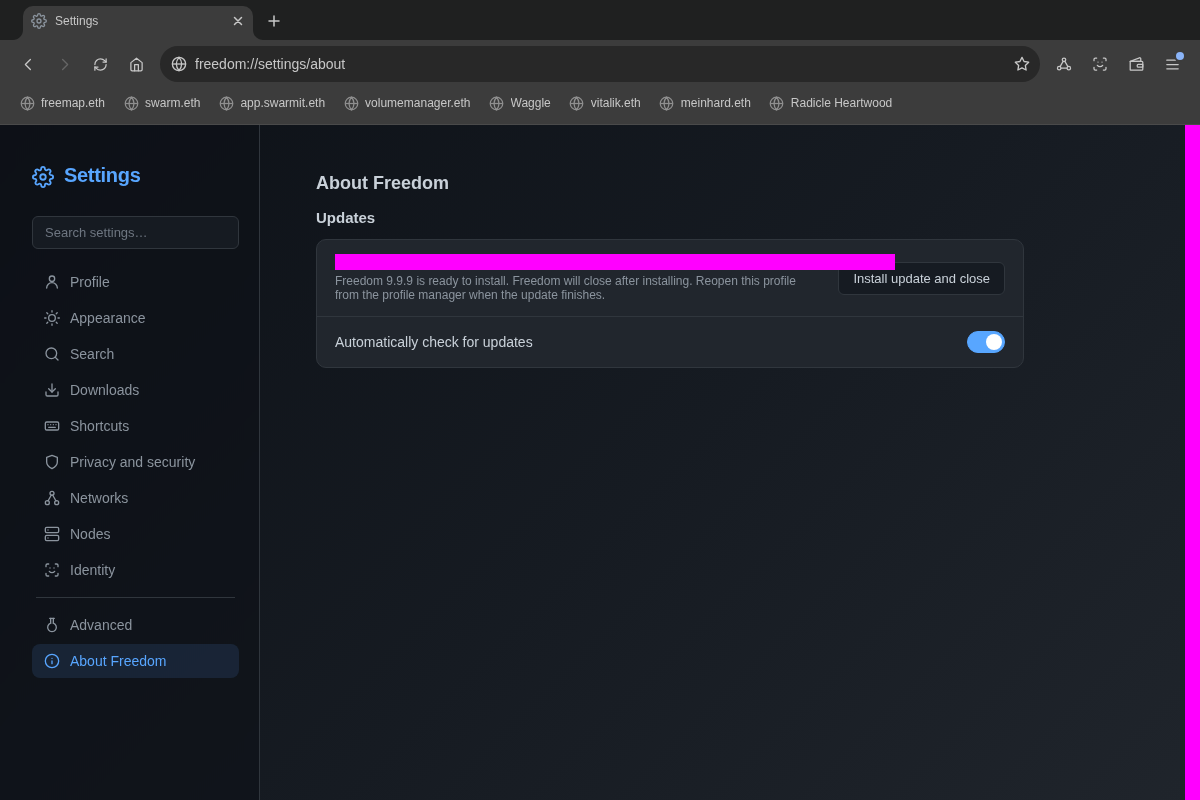 Settings
freedom://settings/about
freemap.eth
swarm.eth
app.swarmit.eth
volumemanager.eth
Waggle
vitalik.eth
meinhard.eth
Radicle Heartwood
Settings
Search settings…
Profile
Appearance
Search
Downloads
Shortcuts
Privacy and security
Networks
Nodes
Identity
Advanced
About Freedom
About Freedom
Updates
Freedom 9.9.9 is ready to install. Freedom will close after installing. Reopen this profile
from the profile manager when the update finishes.
Install update and close
Automatically check for updates